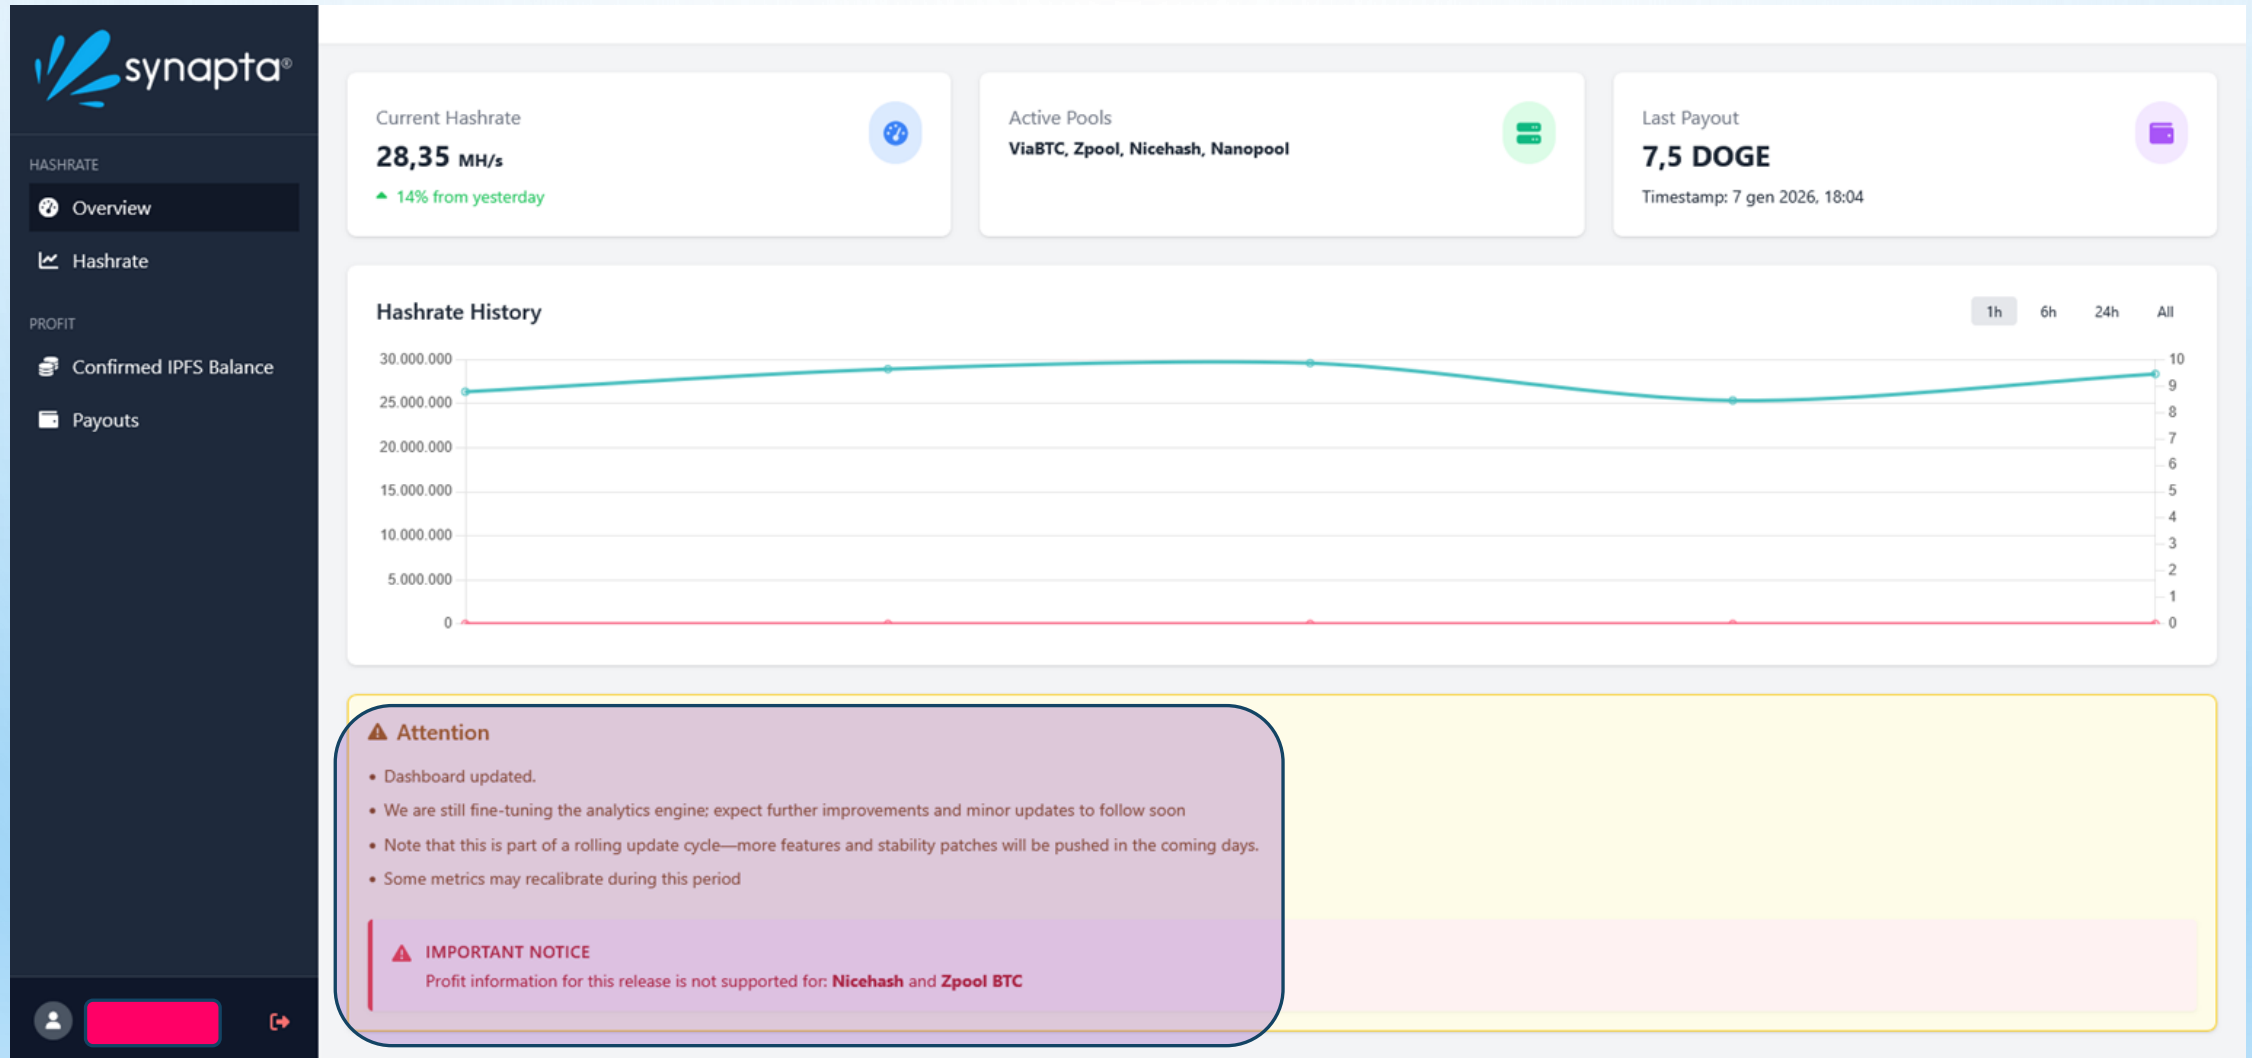 synapta®
HASHRATE
Overview
Hashrate
PROFIT
Confirmed IPFS Balance
Payouts
Current Hashrate
28,35 MH/s
14% from yesterday
Active Pools
ViaBTC, Zpool, Nicehash, Nanopool
Last Payout
7,5 DOGE
Timestamp: 7 gen 2026, 18:04
Hashrate History
1h 6h 24h All
30.000.000
25.000.000
20.000.000
15.000.000
10.000.000
5.000.000
0
10
9
8
7
6
5
4
3
2
1
0
Attention
• Dashboard updated.
• We are still fine-tuning the analytics engine; expect further improvements and minor updates to follow soon
• Note that this is part of a rolling update cycle—more features and stability patches will be pushed in the coming days.
• Some metrics may recalibrate during this period
IMPORTANT NOTICE
Profit information for this release is not supported for: Nicehash and Zpool BTC